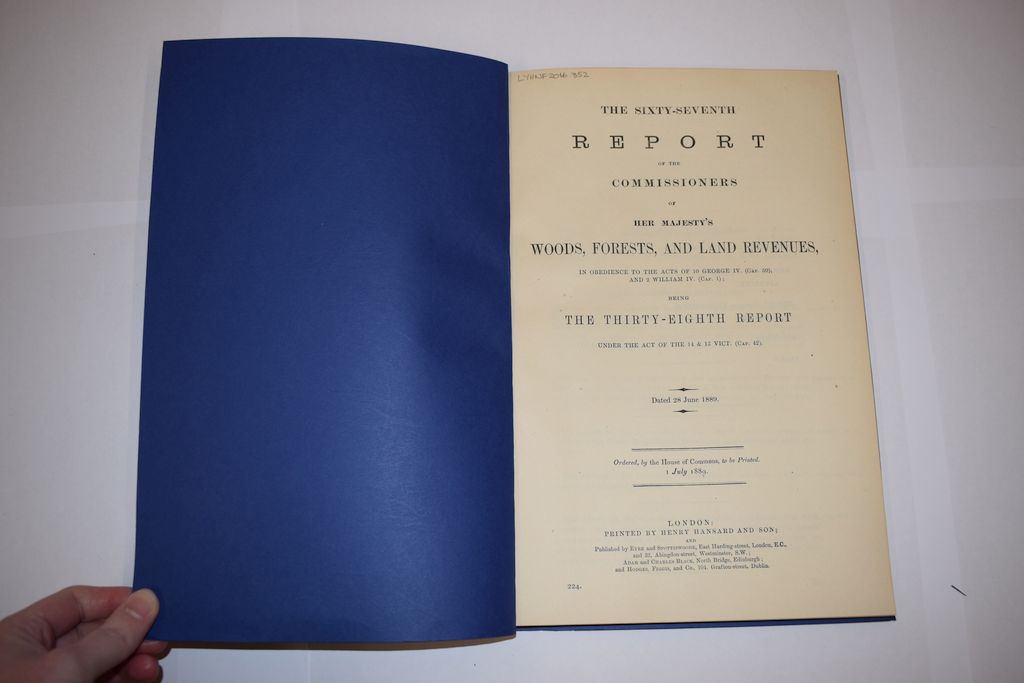 LYHNF 2016 352
THE SIXTY-SEVENTH
REPORT
OF THE
COMMISSIONERS
OF
HER MAJESTY'S
WOODS, FORESTS, AND LAND REVENUES,
IN OBEDIENCE TO THE ACTS OF 10 GEORGE IV. (CAP. 50),
AND 2 WILLIAM IV. (CAP. 1);
BEING
THE THIRTY-EIGHTH REPORT
UNDER THE ACT OF THE 14 & 15 VICT. (CAP. 42).
Dated 28 June 1889.
Ordered, by the House of Commons, to be Printed.
1 July 1889.
LONDON:
PRINTED BY HENRY HANSARD AND SON;
AND
Published by EYRE and SPOTTISWOODE, East Harding-street, London, E.C.,
and 32, Abingdon-street, Westminster, S.W.;
ADAM and CHARLES BLACK, North Bridge, Edinburgh;
and HODGES, FIGGIS, and Co., 104, Grafton-street, Dublin.
224.